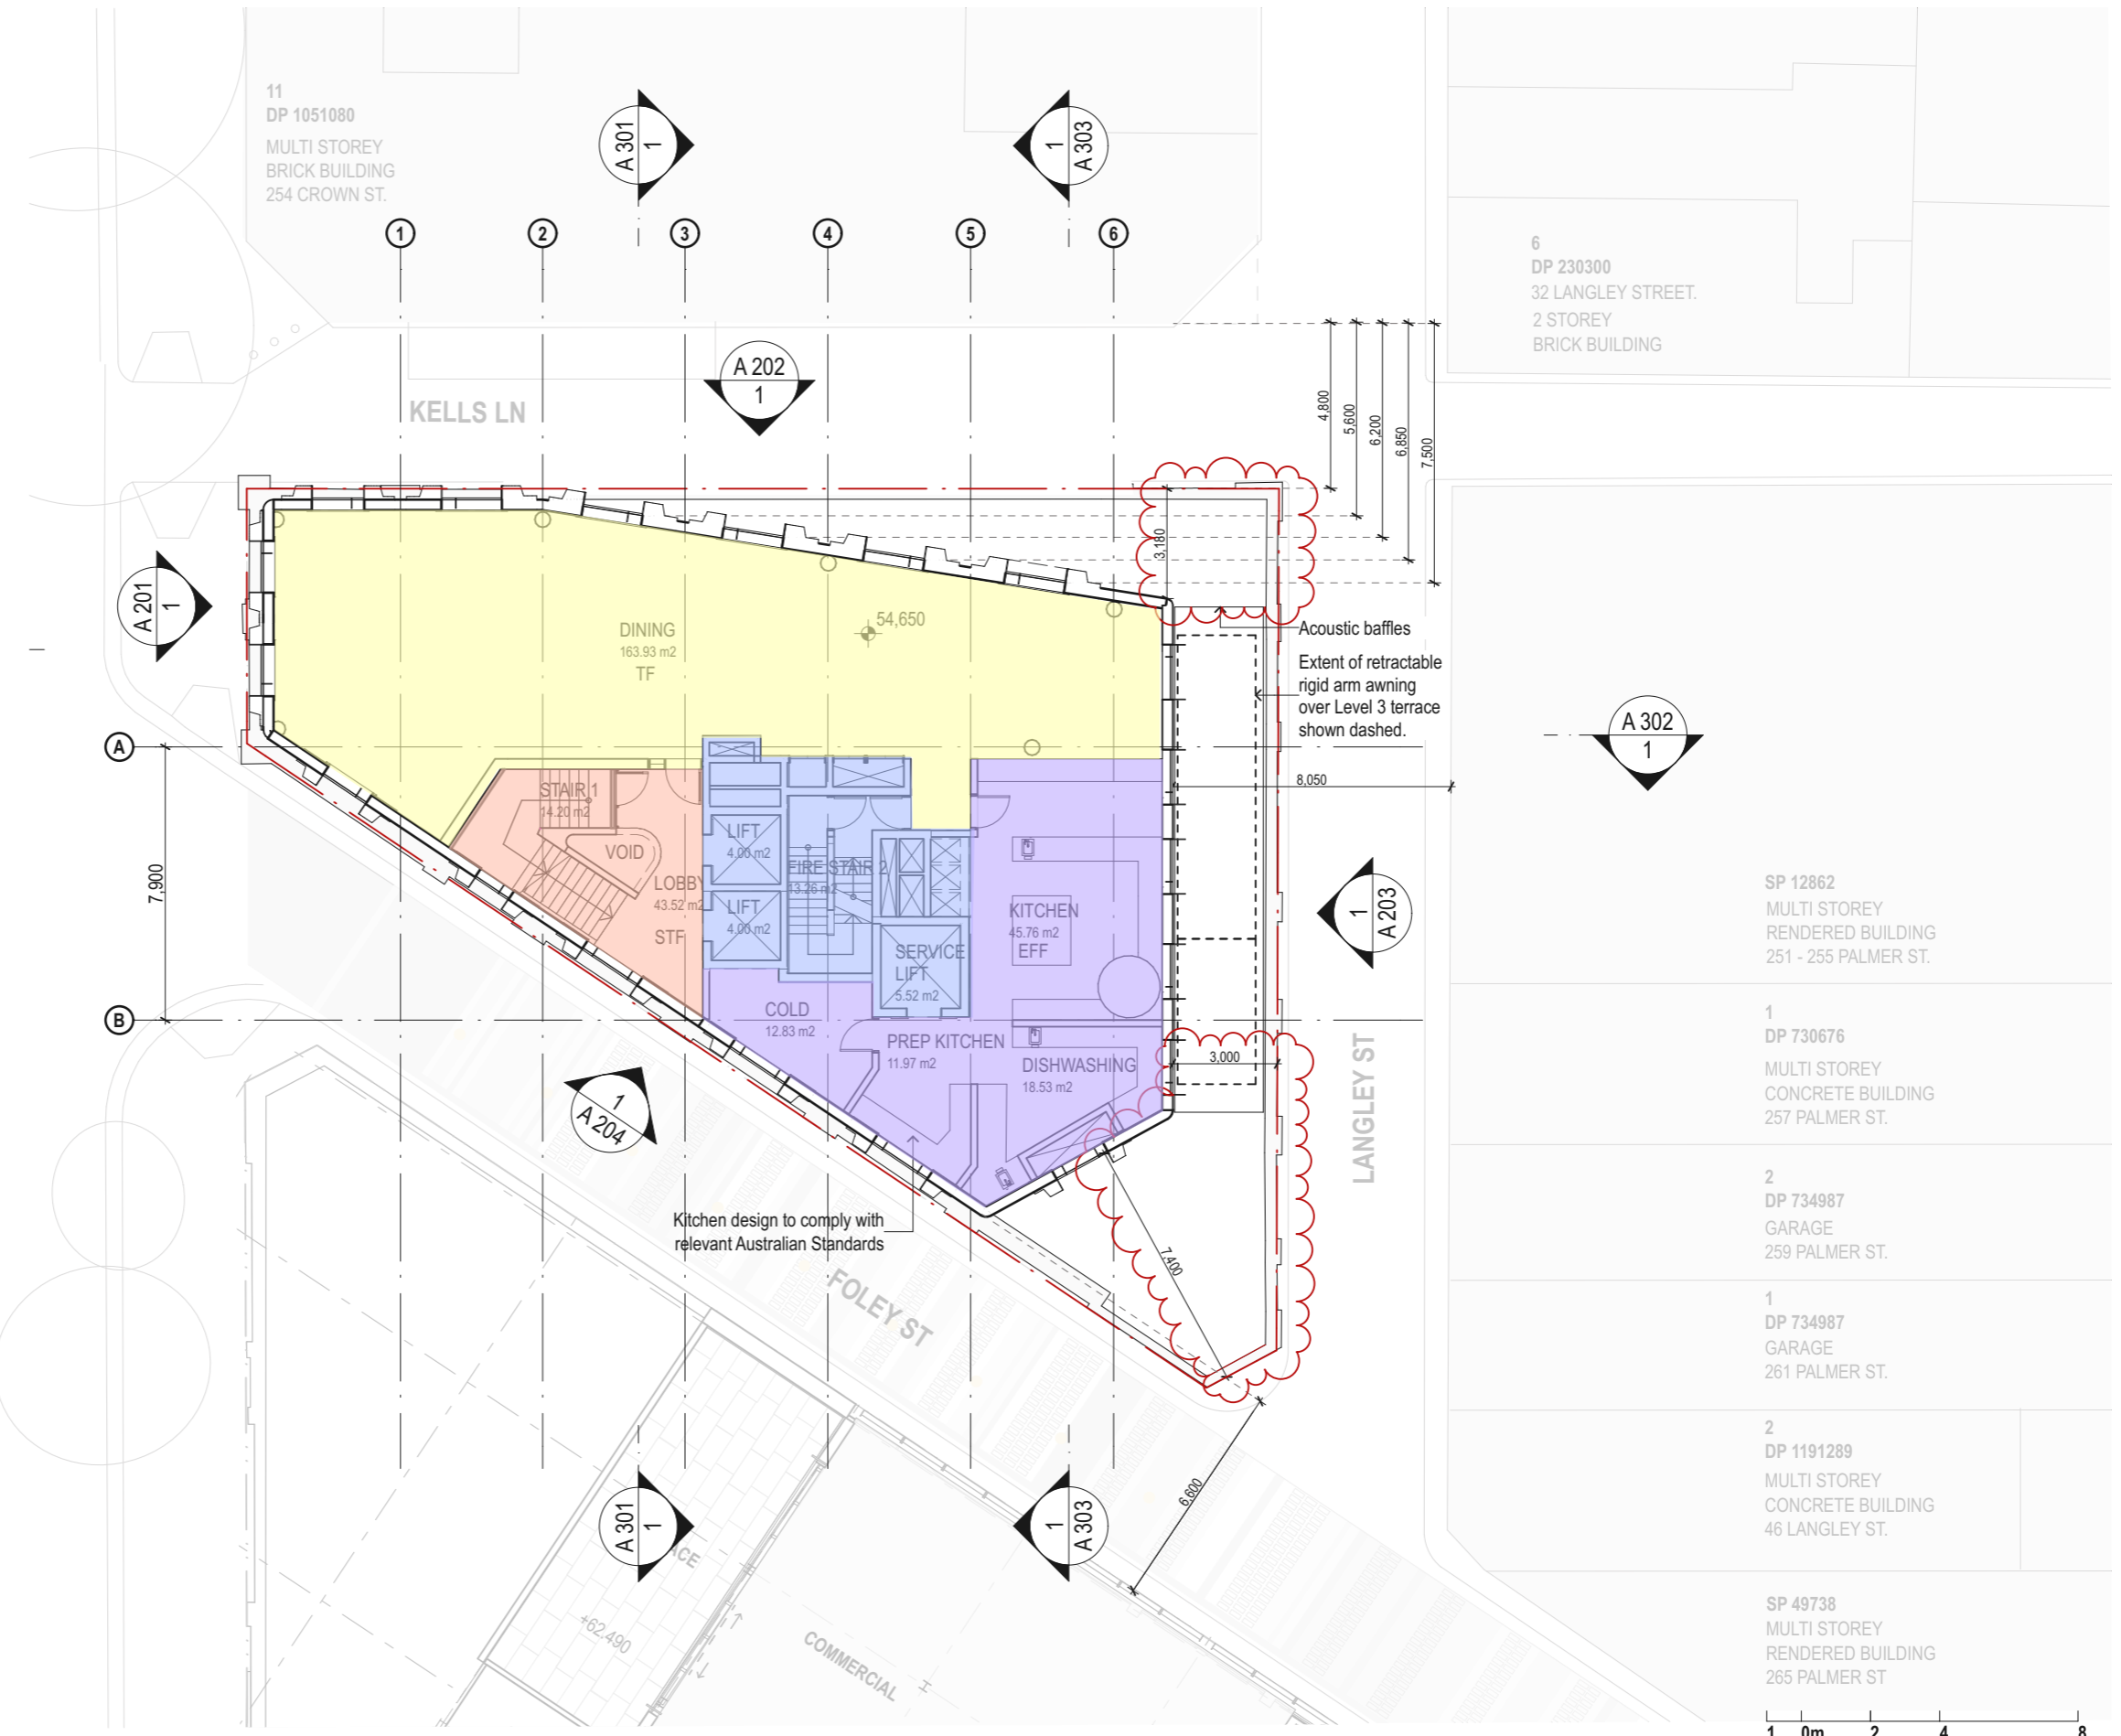 11
DP 1051080
MULTI STOREY
BRICK BUILDING
254 CROWN ST.
A 301
1
1
A 303
1
2
3
4
5
6
6
DP 230300
32 LANGLEY STREET.
2 STOREY
BRICK BUILDING
A 202
1
KELLS LN
4,800
5,600
6,200
6,850
7,500
3,180
A 201
1
DINING
163.93 m2
TF
54,650
Acoustic baffles
Extent of retractable
rigid arm awning
over Level 3 terrace
shown dashed.
A 302
1
A
8,050
STAIR 1
14.20 m2
VOID
LIFT
4.00 m2
FIRE STAIR 2
13.26 m2
LOBBY
43.52 m2
STF
LIFT
4.00 m2
KITCHEN
45.76 m2
EFF
SERVICE
LIFT
5.52 m2
7,900
1
A 203
SP 12862
MULTI STOREY
RENDERED BUILDING
251 - 255 PALMER ST.
B
COLD
12.83 m2
PREP KITCHEN
11.97 m2
DISHWASHING
18.53 m2
3,000
LANGLEY ST
1
DP 730676
MULTI STOREY
CONCRETE BUILDING
257 PALMER ST.
1
A 204
2
DP 734987
GARAGE
259 PALMER ST.
Kitchen design to comply with
relevant Australian Standards
7,400
FOLEY ST
1
DP 734987
GARAGE
261 PALMER ST.
2
DP 1191289
MULTI STOREY
CONCRETE BUILDING
46 LANGLEY ST.
6,600
A 301
1
ACE
1
A 303
+62,490
COMMERCIAL
SP 49738
MULTI STOREY
RENDERED BUILDING
265 PALMER ST
1 0m 2 4 8